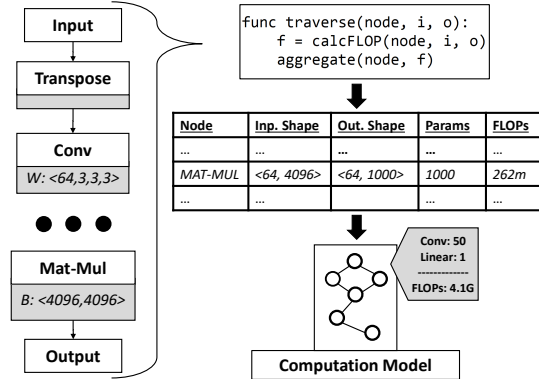 Input
Transpose
Conv
W: <64,3,3,3>
Mat-Mul
B: <4096,4096>
Output
func traverse(node, i, o):
f = calcFLOP(node, i, o)
aggregate(node, f)
Node Inp. Shape Out. Shape Params FLOPs
... ... ... ... ...
MAT-MUL <64, 4096> <64, 1000> 1000 262m
... ... ... ...
Conv: 50
Linear: 1
-------------
FLOPs: 4.1G
Computation Model